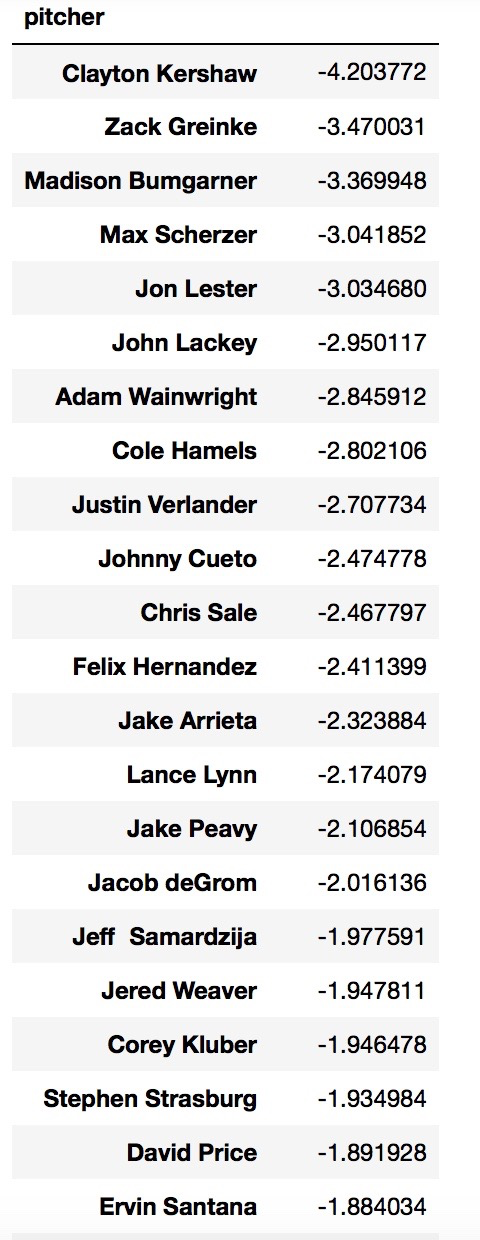 pitcher
Clayton Kershaw -4.203772
Zack Greinke -3.470031
Madison Bumgarner -3.369948
Max Scherzer -3.041852
Jon Lester -3.034680
John Lackey -2.950117
Adam Wainwright -2.845912
Cole Hamels -2.802106
Justin Verlander -2.707734
Johnny Cueto -2.474778
Chris Sale -2.467797
Felix Hernandez -2.411399
Jake Arrieta -2.323884
Lance Lynn -2.174079
Jake Peavy -2.106854
Jacob deGrom -2.016136
Jeff  Samardzija -1.977591
Jered Weaver -1.947811
Corey Kluber -1.946478
Stephen Strasburg -1.934984
David Price -1.891928
Ervin Santana -1.884034